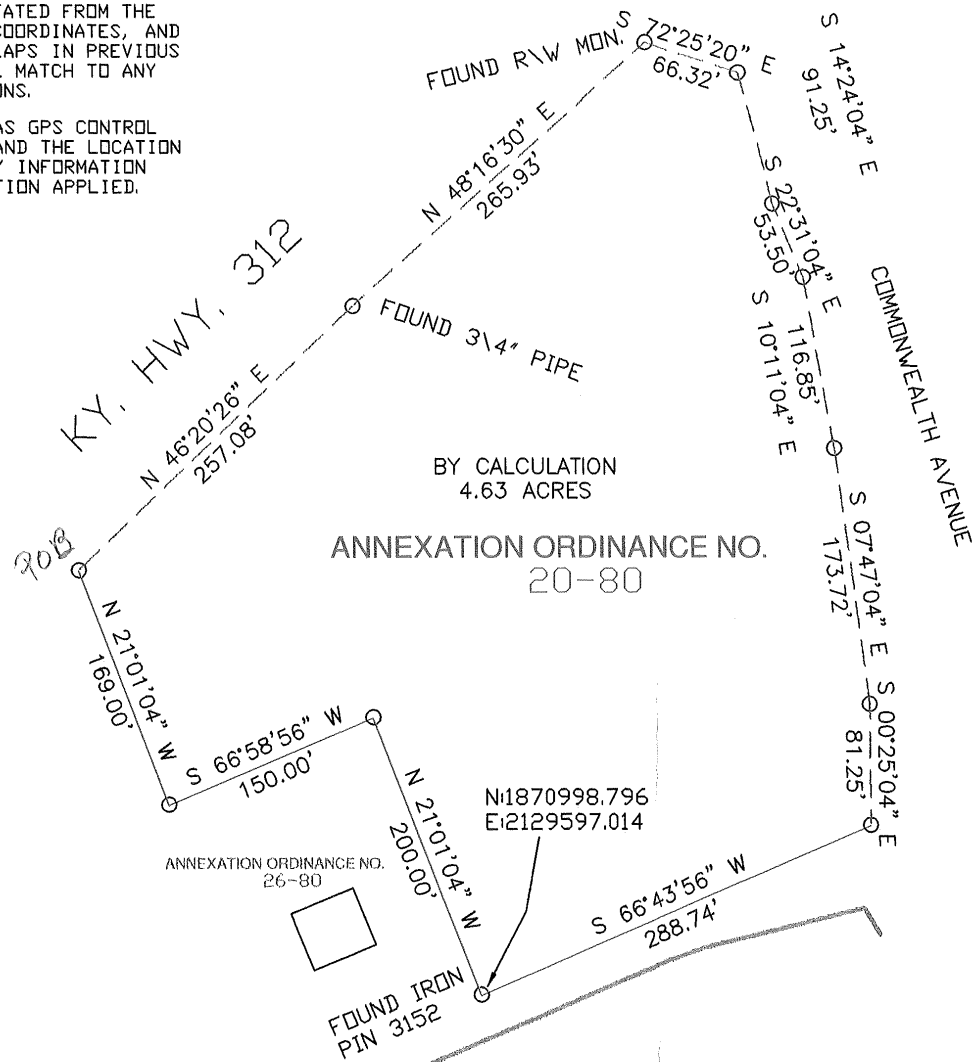 TATED FROM THE
COORDINATES, AND
LAPS IN PREVIOUS
L MATCH TO ANY
ONS.
AS GPS CONTROL
AND THE LOCATION
Y INFORMATION
TION APPLIED.
FOUND R\W MON.
S 72°25'20" E
66.32'
S 14°24'04" E
91.25'
N 48°16'30" E
265.93'
S 22°31'04" E
53.50'
KY. HWY. 312
FOUND 3\4" PIPE
COMMONWEALTH AVENUE
116.85'
S 10°11'04" E
N 46°20'26" E
257.08'
BY CALCULATION
4.63 ACRES
ANNEXATION ORDINANCE NO.
20-80
POB
S 07°47'04" E
173.72'
N 21°01'04" W
169.00'
S 66°58'56" W
150.00'
S 00°25'04" E
81.25'
N 21°01'04" W
200.00'
N:1870998.796
E:2129597.014
ANNEXATION ORDINANCE NO.
26-80
S 66°43'56" W
288.74'
FOUND IRON
PIN 3152